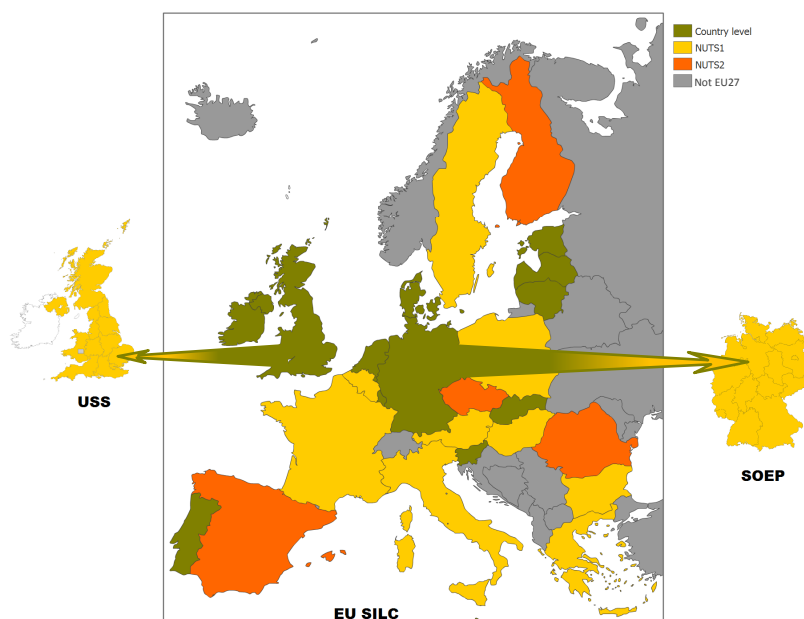 Country level
NUTS1
NUTS2
Not EU27
USS
SOEP
EU SILC